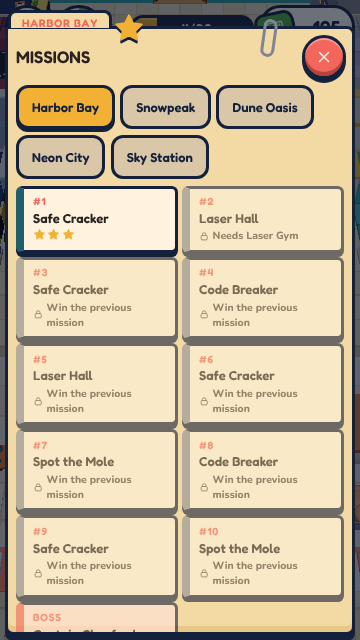 HARBOR BAY
MISSIONS
Harbor Bay
Snowpeak
Dune Oasis
Neon City
Sky Station
#1
Safe Cracker
#2
Laser Hall
Needs Laser Gym
#3
Safe Cracker
Win the previous
mission
#4
Code Breaker
Win the previous
mission
#5
Laser Hall
Win the previous
mission
#6
Safe Cracker
Win the previous
mission
#7
Spot the Mole
Win the previous
mission
#8
Code Breaker
Win the previous
mission
#9
Safe Cracker
Win the previous
mission
#10
Spot the Mole
Win the previous
mission
BOSS